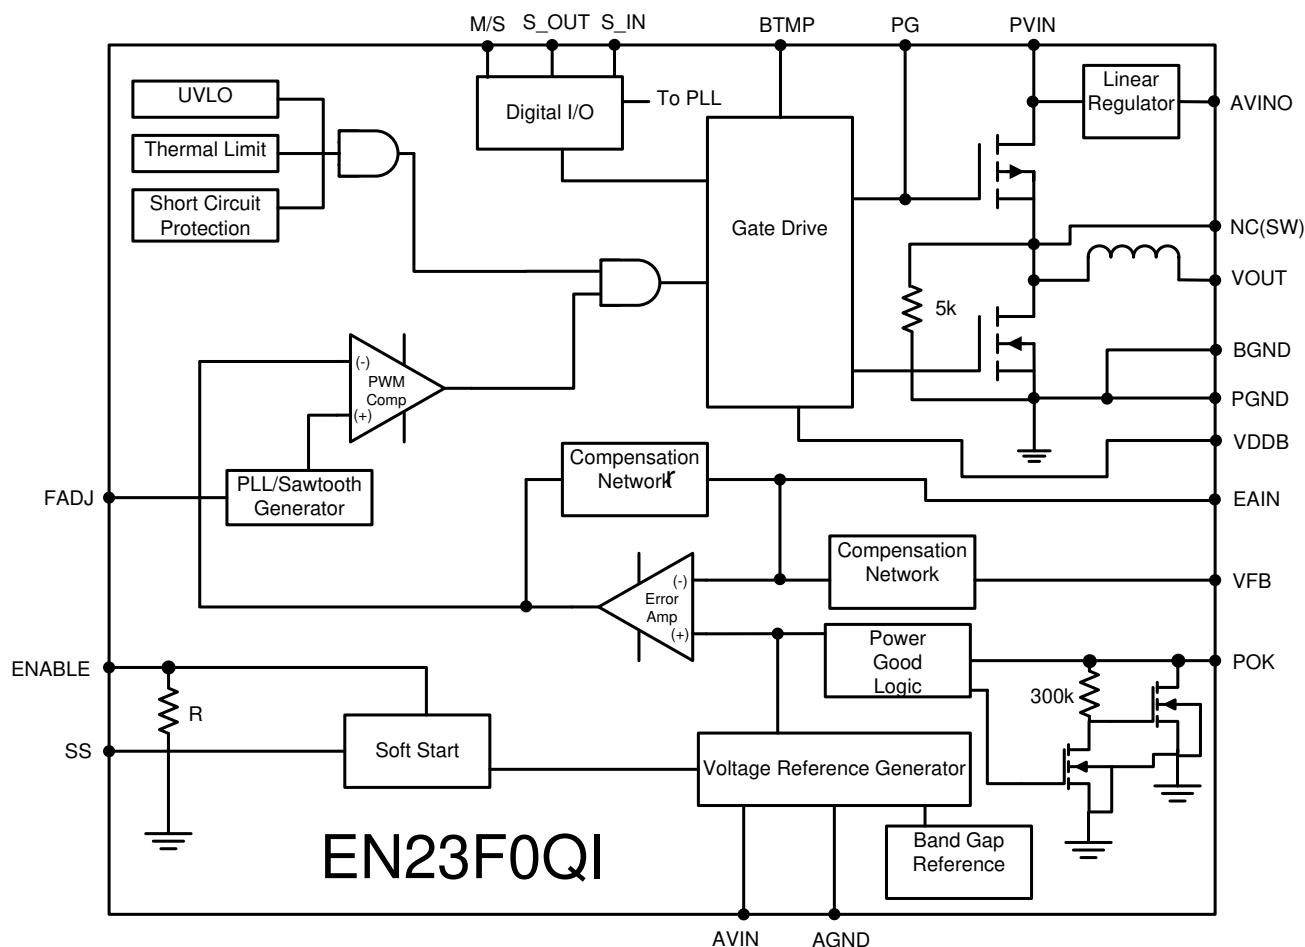 M/S
S_OUT
S_IN
BTMP
PG
PVIN
UVLO
Thermal Limit
Short Circuit
Protection
Digital I/O
To PLL
Linear
Regulator
AVINO
Gate Drive
NC(SW)
VOUT
5k
BGND
PGND
VDDB
(-)
PWM
Comp
(+)
FADJ
PLL/Sawtooth
Generator
Compensation
Network
r
EAIN
Compensation
Network
VFB
(-)
Error
Amp
(+)
Power
Good
Logic
POK
300k
ENABLE
R
SS
Soft Start
Voltage Reference Generator
Band Gap
Reference
EN23F0QI
AVIN
AGND